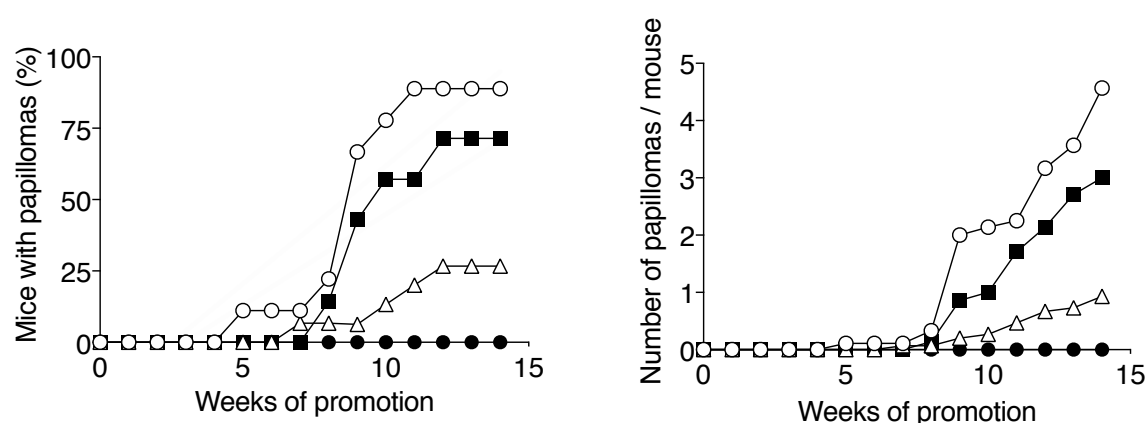 Mice with papillomas (%)
100
75
50
25
0
0 5 10 15
Weeks of promotion
Number of papillomas / mouse
5
4
3
2
1
0
0 5 10 15
Weeks of promotion